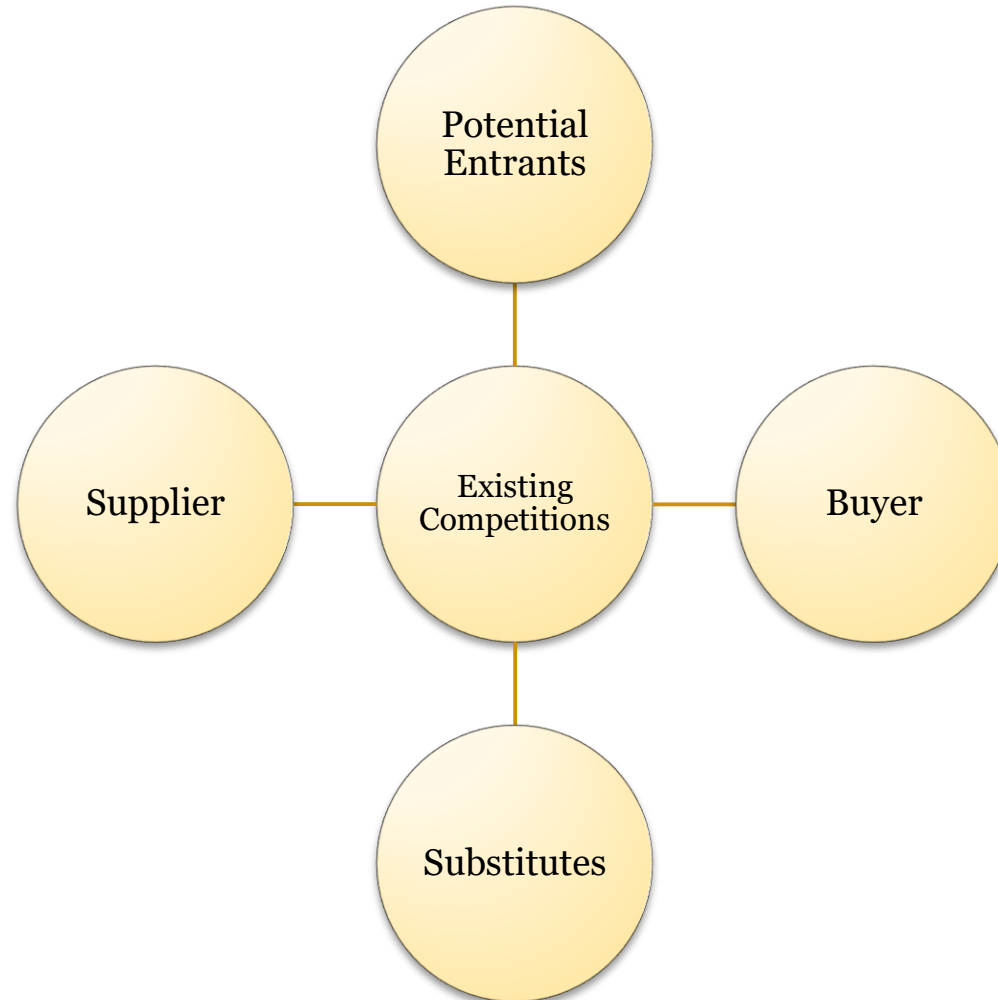 Potential
Entrants
Supplier
Existing
Competitions
Buyer
Substitutes